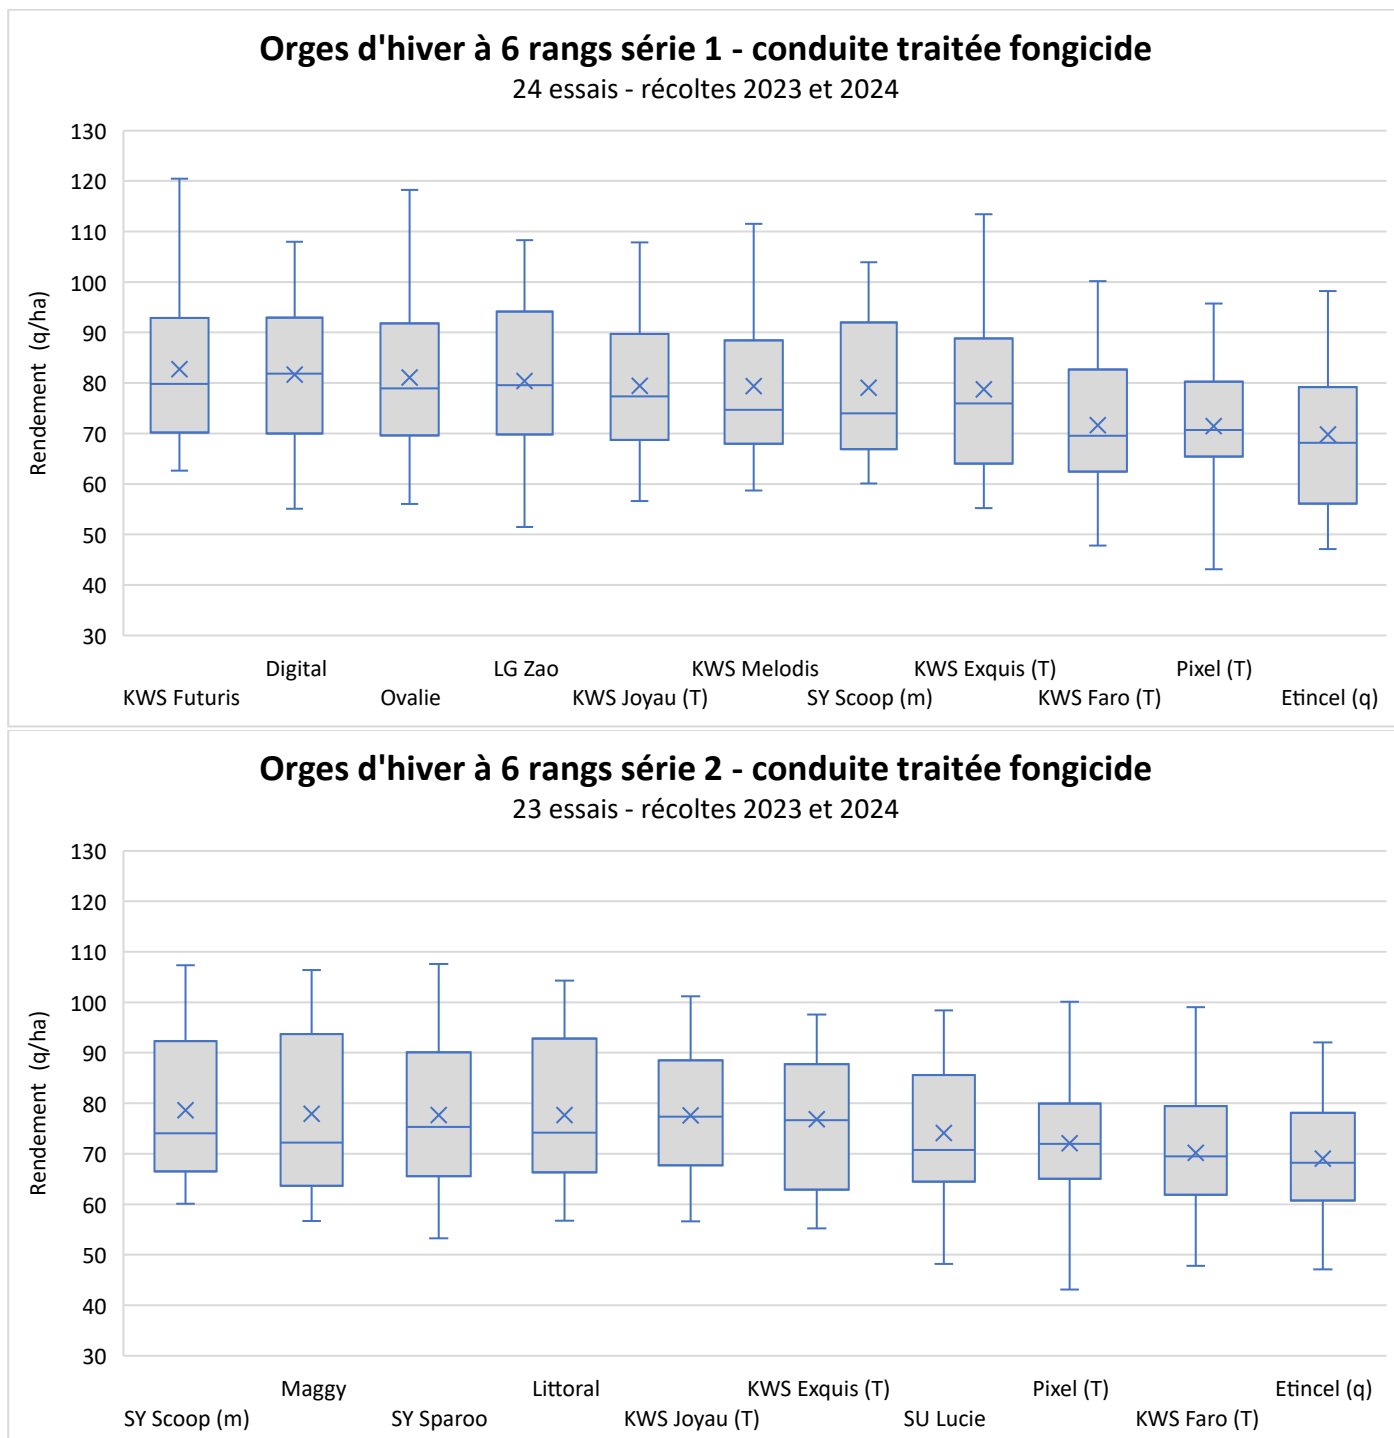 Orges d'hiver à 6 rangs série 1 - conduite traitée fongicide
24 essais - récoltes 2023 et 2024
Rendement (q/ha)
130
120
110
100
90
80
70
60
50
40
30
Digital LG Zao KWS Melodis KWS Exquis (T) Pixel (T)
KWS Futuris Ovalie KWS Joyau (T) SY Scoop (m) KWS Faro (T) Etincel (q)
Orges d'hiver à 6 rangs série 2 - conduite traitée fongicide
23 essais - récoltes 2023 et 2024
Rendement (q/ha)
130
120
110
100
90
80
70
60
50
40
30
Maggy Littoral KWS Exquis (T) Pixel (T) Etincel (q)
SY Scoop (m) SY Sparoo KWS Joyau (T) SU Lucie KWS Faro (T)